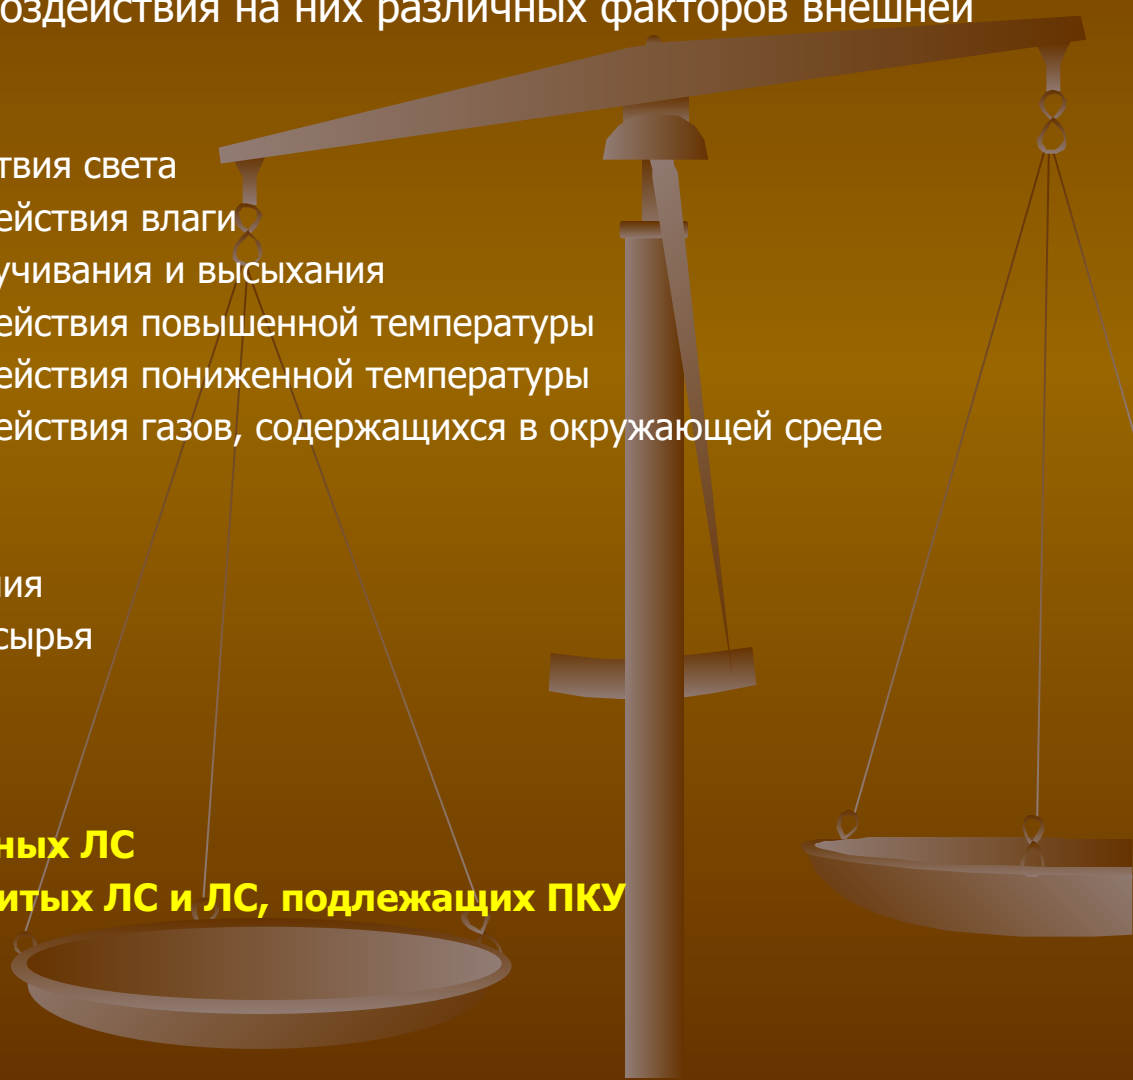 оздействия на них различных факторов внешней
твия света
ействия влаги
учивания и высыхания
ействия повышенной температуры
ействия пониженной температуры
ействия газов, содержащихся в окружающей среде
ия
сырья
ных ЛС
итых ЛС и ЛС, подлежащих ПКУ